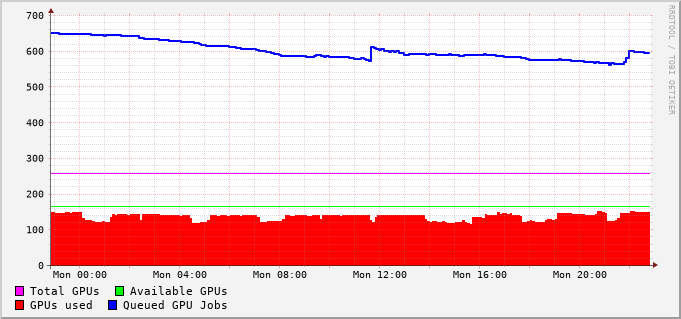 700
600
500
400
300
200
100
0
Mon 00:00 Mon 04:00 Mon 08:00 Mon 12:00 Mon 16:00 Mon 20:00
Total GPUs Available GPUs
GPUs used Queued GPU Jobs
RRDTOOL / TOBI OETIKER